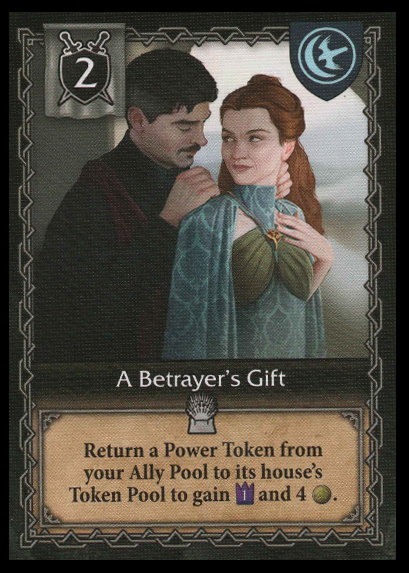 2
A Betrayer's Gift
Return a Power Token from
your Ally Pool to its house's
Token Pool to gain 1 and 4 .